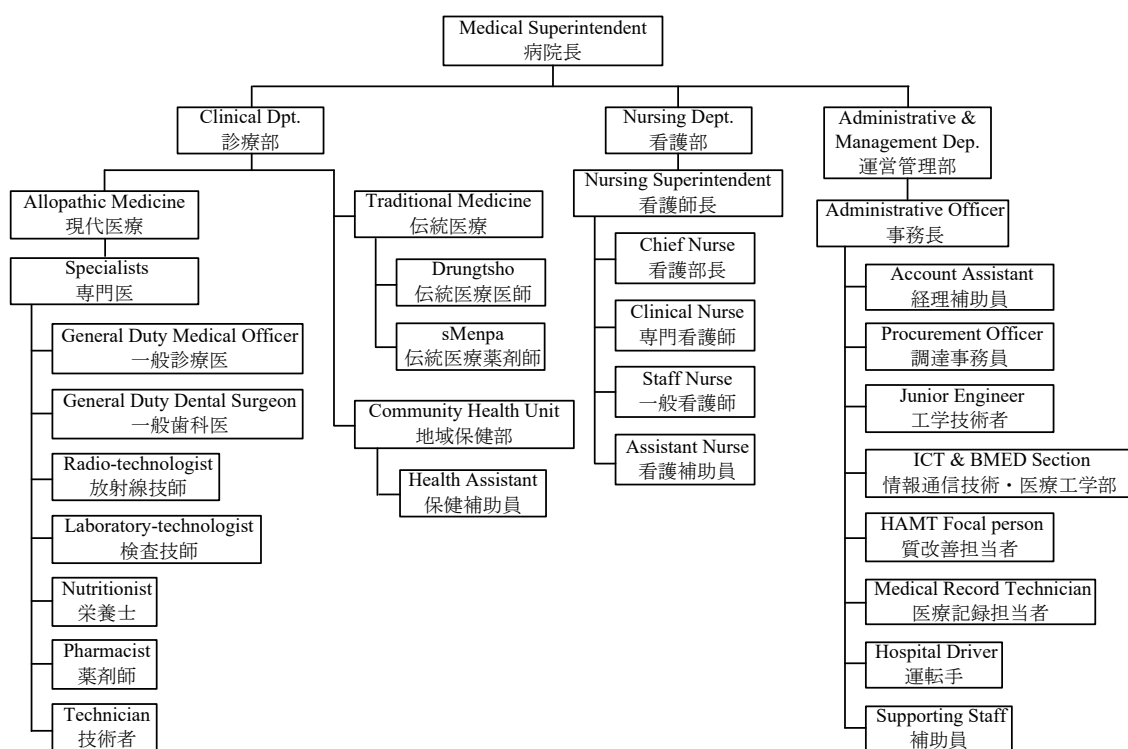 Medical Superintendent
病院長
Clinical Dpt.
診療部
Nursing Dept.
看護部
Administrative &
Management Dep.
運営管理部
Allopathic Medicine
現代医療
Specialists
専門医
General Duty Medical Officer
一般診療医
General Duty Dental Surgeon
一般歯科医
Radio-technologist
放射線技師
Laboratory-technologist
検査技師
Nutritionist
栄養士
Pharmacist
薬剤師
Technician
技術者
Traditional Medicine
伝統医療
Drungtsho
伝統医療医師
sMenpa
伝統医療薬剤師
Community Health Unit
地域保健部
Health Assistant
保健補助員
Nursing Superintendent
看護師長
Chief Nurse
看護部長
Clinical Nurse
専門看護師
Staff Nurse
一般看護師
Assistant Nurse
看護補助員
Administrative Officer
事務長
Account Assistant
経理補助員
Procurement Officer
調達事務員
Junior Engineer
工学技術者
ICT & BMED Section
情報通信技術・医療工学部
HAMT Focal person
質改善担当者
Medical Record Technician
医療記録担当者
Hospital Driver
運転手
Supporting Staff
補助員